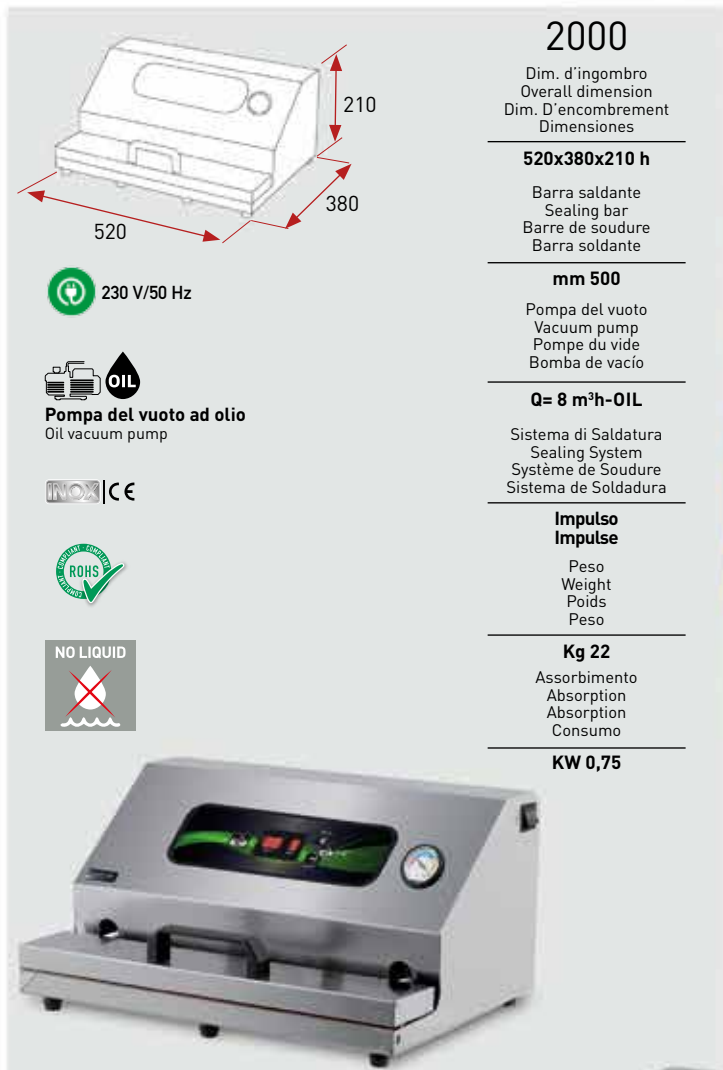 210
380
520
230 V/50 Hz
OIL
Pompa del vuoto ad olio
Oil vacuum pump
INOX CE
COMPLIANT COMPLIANT
ROHS
COMPLIANT COMPLIANT
NO LIQUID
2000
Dim. d'ingombro
Overall dimension
Dim. D'encombrement
Dimensiones
520x380x210 h
Barra saldante
Sealing bar
Barre de soudure
Barra soldante
mm 500
Pompa del vuoto
Vacuum pump
Pompe du vide
Bomba de vacío
Q= 8 m³h-OIL
Sistema di Saldatura
Sealing System
Système de Soudure
Sistema de Soldadura
Impulso
Impulse
Peso
Weight
Poids
Peso
Kg 22
Assorbimento
Absorption
Absorption
Consumo
KW 0,75